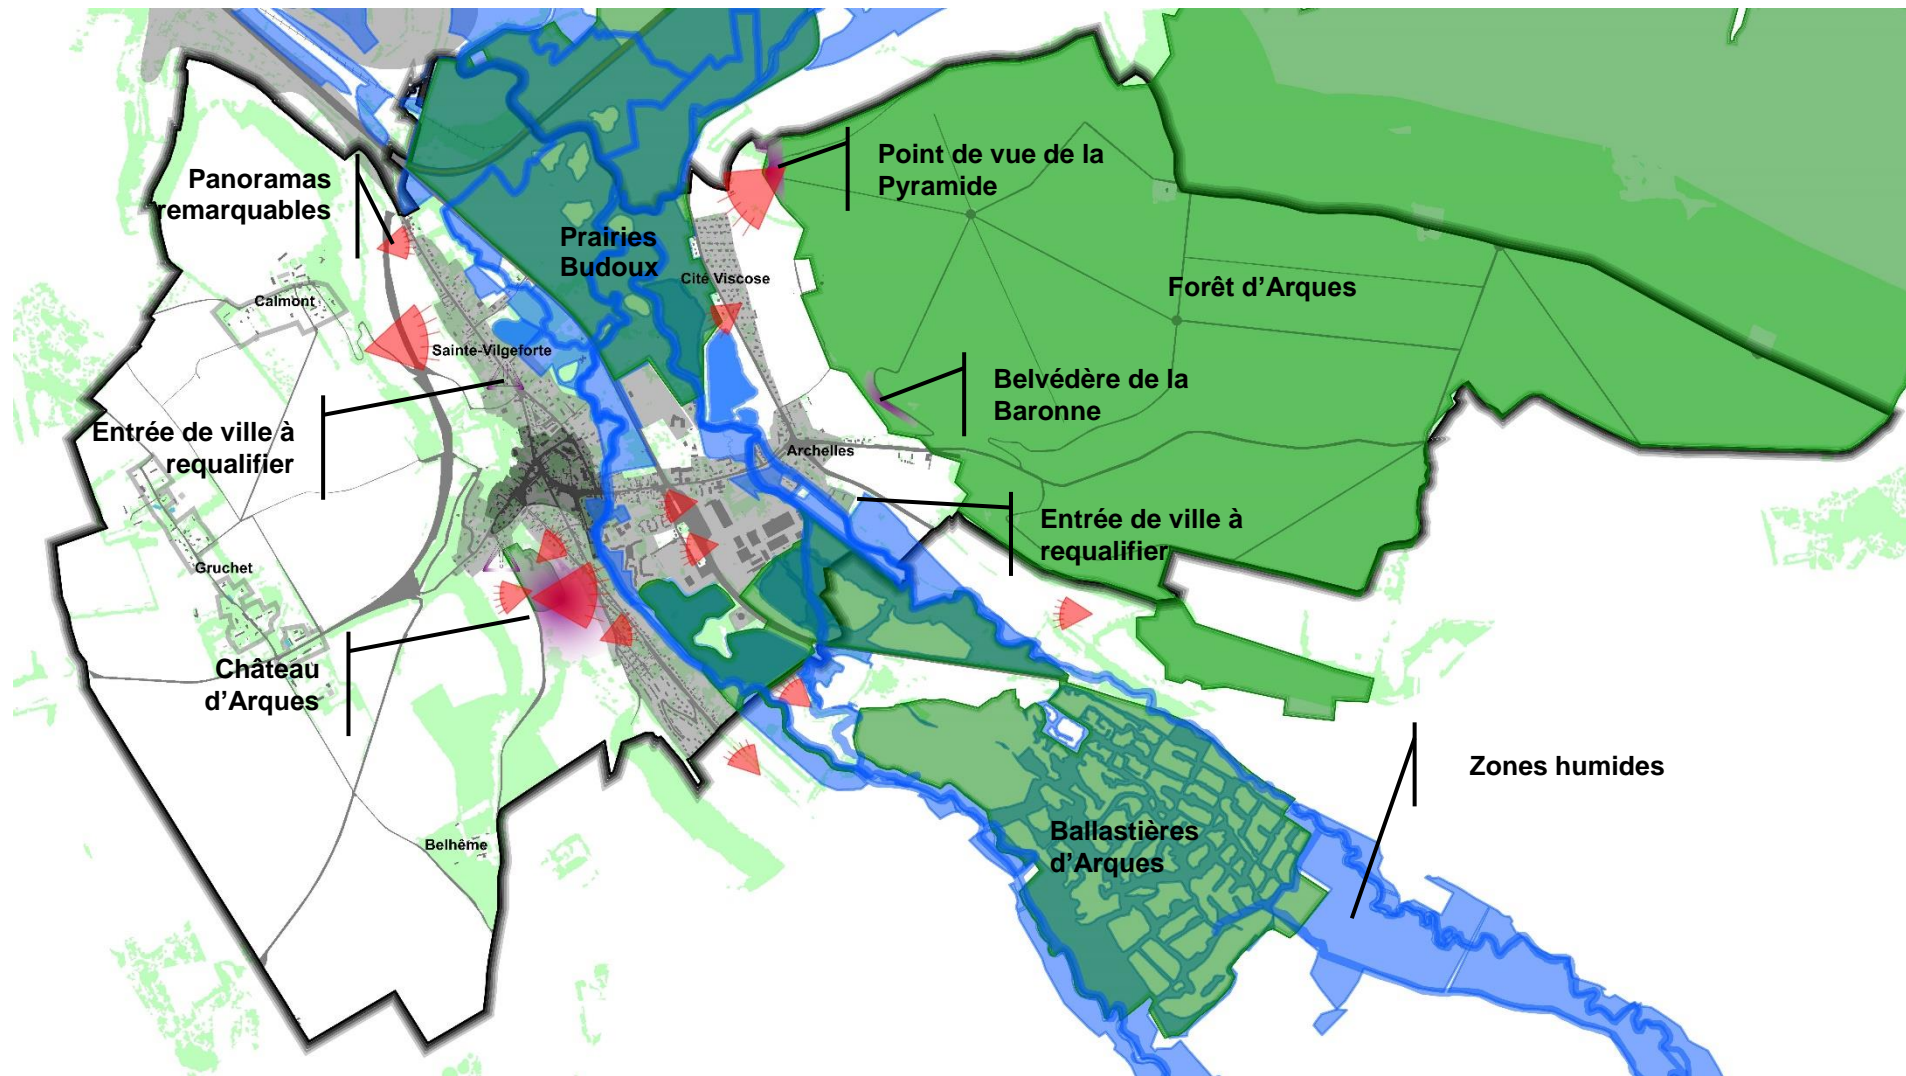 Point de vue de la
Pyramide
Panoramas
remarquables
Prairies
Budoux
Cité Viscose
Forêt d'Arques
Calmont
Sainte-Vilgeforte
Belvédère de la
Baronne
Entrée de ville à
requalifier
Archelles
Entrée de ville à
requalifier
Gruchet
Château
d'Arques
Zones humides
Ballastières
d'Arques
Belhême